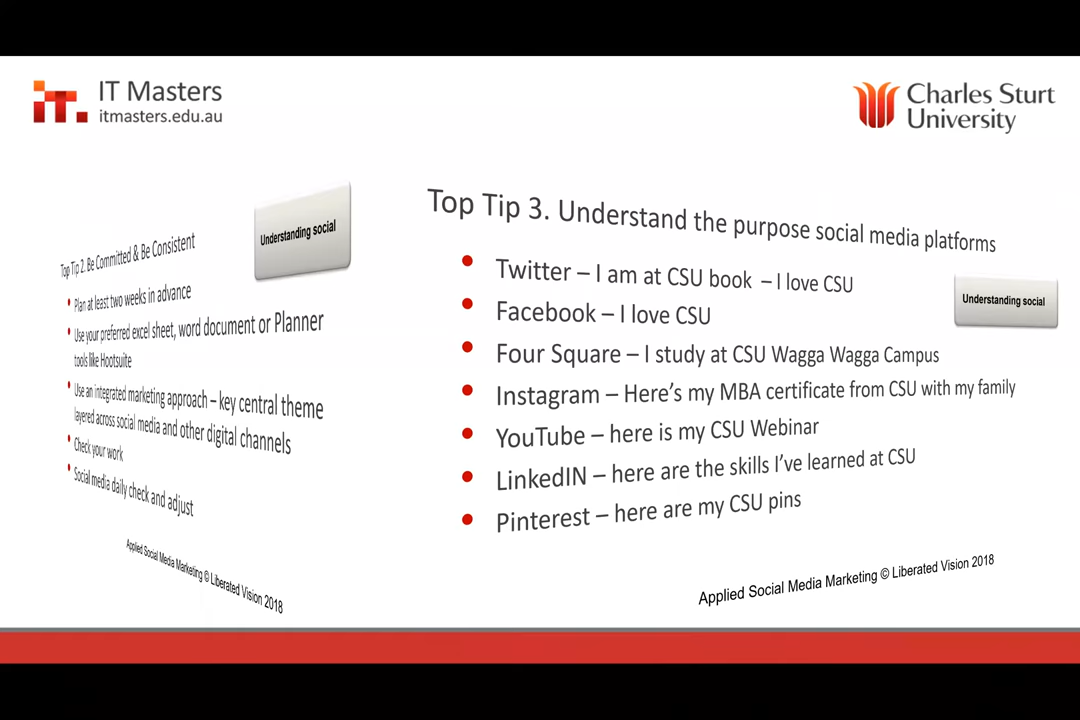 IT Masters
itmasters.edu.au
Charles Sturt
University
Understanding social
Top Tip 2. Be Committed & Be Consistent
Plan at least two weeks in advance
Use your preferred excel sheet, word document or Planner
tools like Hootsuite
Use an integrated marketing approach – key central theme
layered across social media and other digital channels
Check your work
Social media daily check and adjust
Applied Social Media Marketing © Liberated Vision 2018
Top Tip 3. Understand the purpose social media platforms
Understanding social
Twitter – I am at CSU book – I love CSU
Facebook – I love CSU
Four Square – I study at CSU Wagga Wagga Campus
Instagram – Here's my MBA certificate from CSU with my family
YouTube – here is my CSU Webinar
LinkedIN – here are the skills I've learned at CSU
Pinterest – here are my CSU pins
Applied Social Media Marketing © Liberated Vision 2018